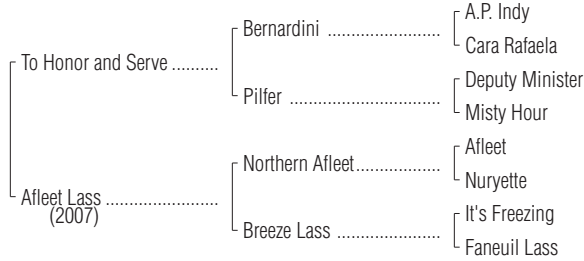 A.P. Indy
Bernardini ....................
Cara Rafaela
To Honor and Serve ..........
Deputy Minister
Pilfer ...........................
Misty Hour
Afleet
Northern Afleet ...............
Nuryette
Afleet Lass ....................
(2007)
It's Freezing
Breeze Lass ..................
Faneuil Lass